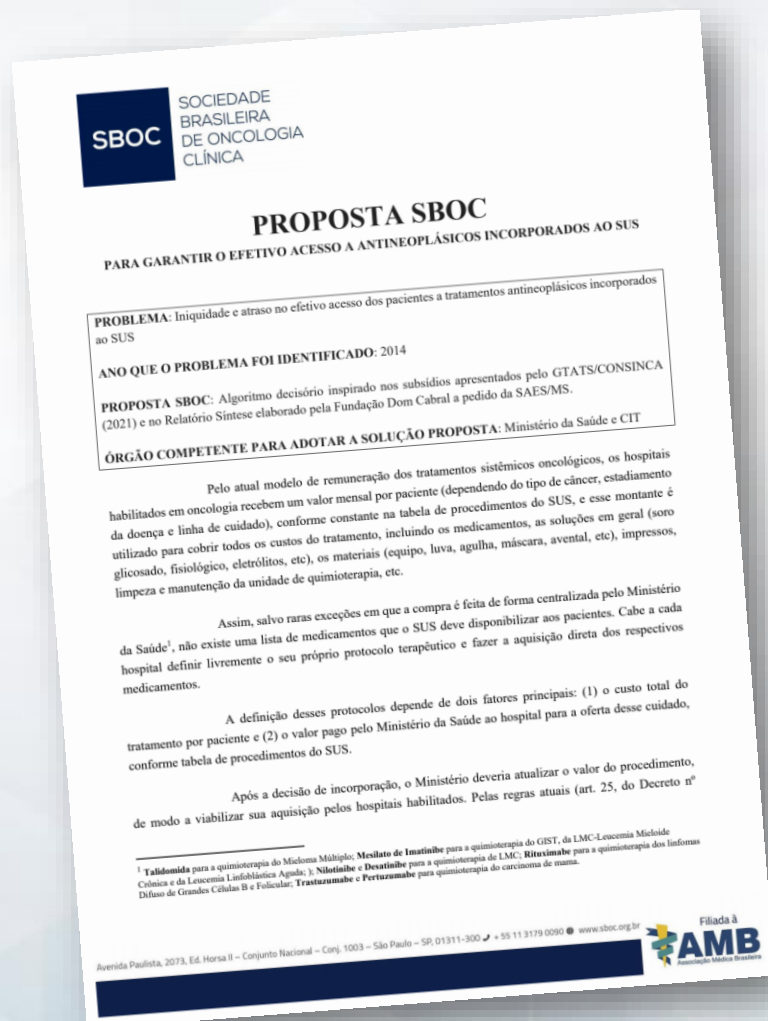 SBOC
SOCIEDADE
BRASILEIRA
DE ONCOLOGIA
CLÍNICA
PROPOSTA SBOC
PARA GARANTIR O EFETIVO ACESSO A ANTINEOPLÁSICOS INCORPORADOS AO SUS
PROBLEMA: Iniquidade e atraso no efetivo acesso dos pacientes a tratamentos antineoplásicos incorporados
ao SUS
ANO QUE O PROBLEMA FOI IDENTIFICADO: 2014
PROPOSTA SBOC: Algoritmo decisório inspirado nos subsídios apresentados pelo GTATS/CONSINCA
(2021) e no Relatório Síntese elaborado pela Fundação Dom Cabral a pedido da SAES/MS.
ÓRGÃO COMPETENTE PARA ADOTAR A SOLUÇÃO PROPOSTA: Ministério da Saúde e CIT
Pelo atual modelo de remuneração dos tratamentos sistêmicos oncológicos, os hospitais
habilitados em oncologia recebem um valor mensal por paciente (dependendo do tipo de câncer, estadiamento
da doença e linha de cuidado), conforme constante na tabela de procedimentos do SUS, e esse montante é
utilizado para cobrir todos os custos do tratamento, incluindo os medicamentos, as soluções em geral (soro
glicosado, fisiológico, eletrólitos, etc), os materiais (equipo, luva, agulha, máscara, avental, etc), impressos,
limpeza e manutenção da unidade de quimioterapia, etc.
Assim, salvo raras exceções em que a compra é feita de forma centralizada pelo Ministério
da Saúde¹, não existe uma lista de medicamentos que o SUS deve disponibilizar aos pacientes. Cabe a cada
hospital definir livremente o seu próprio protocolo terapêutico e fazer a aquisição direta dos respectivos
medicamentos.
A definição desses protocolos depende de dois fatores principais: (1) o custo total do
tratamento por paciente e (2) o valor pago pelo Ministério da Saúde ao hospital para a oferta desse cuidado,
conforme tabela de procedimentos do SUS.
Após a decisão de incorporação, o Ministério deveria atualizar o valor do procedimento,
de modo a viabilizar sua aquisição pelos hospitais habilitados. Pelas regras atuais (art. 25, do Decreto nº
¹ Talidomida para a quimioterapia do Mieloma Múltiplo; Mesilato de Imatinibe para a quimioterapia do GIST, da LMC-Leucemia Mieloide
Crônica e da Leucemia Linfoblástica Aguda; ); Nilotinibe e Desatinibe para a quimioterapia de LMC; Rituximabe para a quimioterapia dos linfomas
Difuso de Grandes Células B e Folicular; Trastuzumabe e Pertuzumabe para quimioterapia do carcinoma de mama.
Avenida Paulista, 2073, Ed. Horsa II – Conjunto Nacional – Conj. 1003 – São Paulo – SP, 01311-300 + 55 11 3179 0090 www.sboc.org.br
Filiada à
AMB
Associação Médica Brasileira